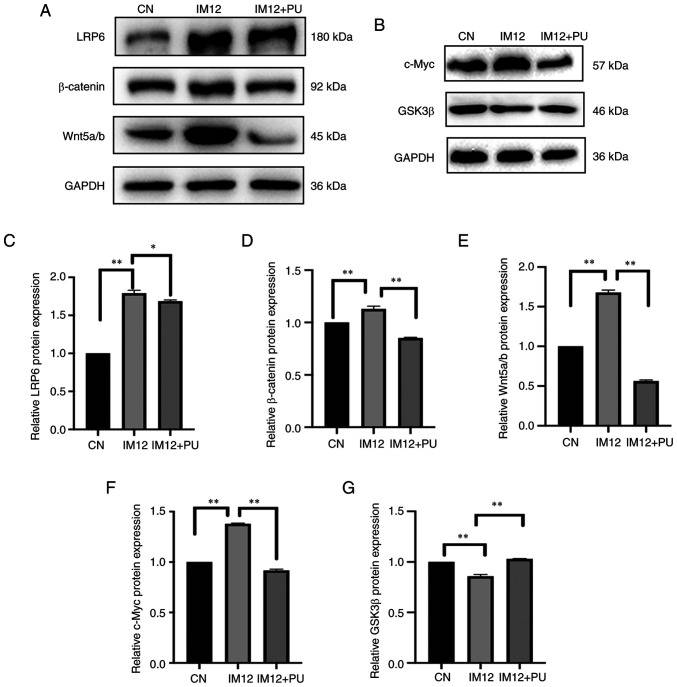 A
CN IM12 IM12+PU
LRP6 180 kDa
β-catenin 92 kDa
Wnt5a/b 45 kDa
GAPDH 36 kDa
B
CN IM12 IM12+PU
c-Myc 57 kDa
GSK3β 46 kDa
GAPDH 36 kDa
C
Relative LRP6 protein expression
2.0
1.5
1.0
0.5
0.0
** *
CN IM12 IM12+PU
D
Relative β-catenin protein expression
1.5
1.0
0.5
0.0
** **
CN IM12 IM12+PU
E
Relative Wnt5a/b protein expression
2.0
1.5
1.0
0.5
0.0
** **
CN IM12 IM12+PU
F
Relative c-Myc protein expression
1.5
1.0
0.5
0.0
** **
CN IM12 IM12+PU
G
Relative GSK3β protein expression
1.5
1.0
0.5
0.0
** **
CN IM12 IM12+PU